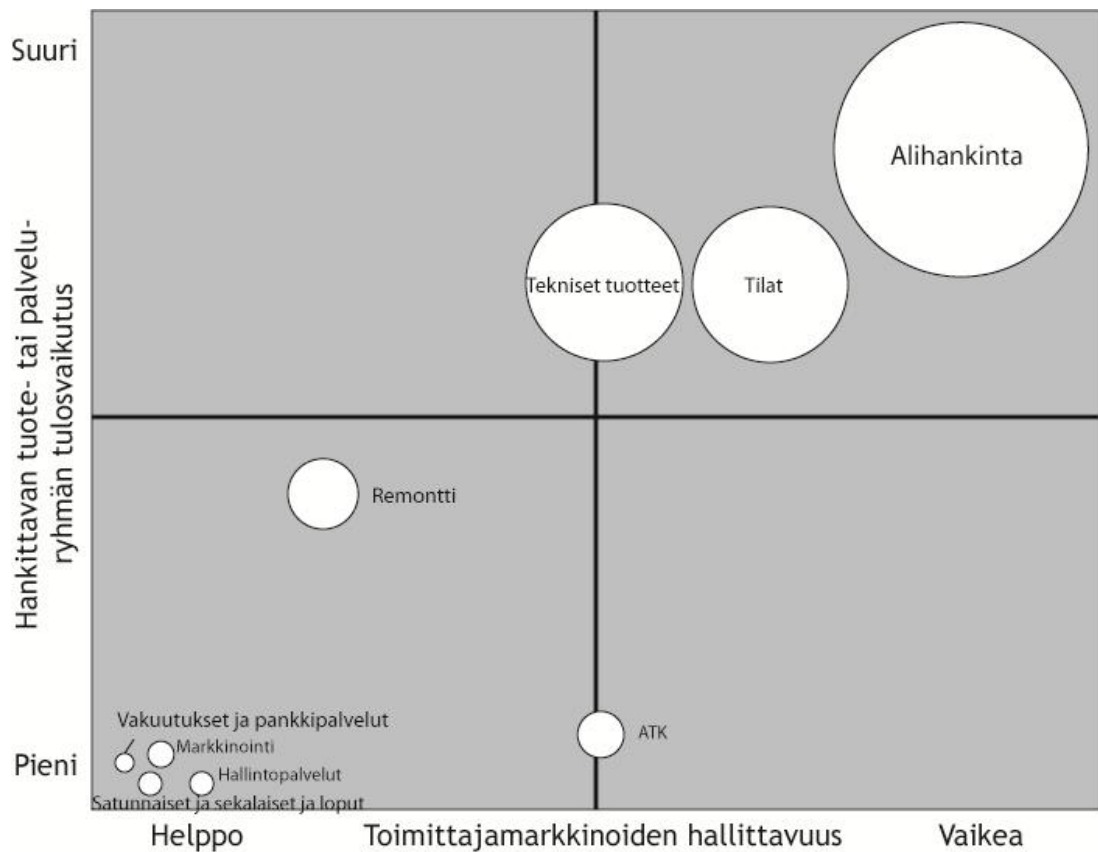 Suuri
Alihankinta
Tekniset tuotteet
Tilat
Hankittavan tuote- tai palvelu-
ryhmän tulosvaikutus
Remontti
Vakuutukset ja pankkipalvelut
ATK
Markkinointi
Pieni
Hallintopalvelut
Satunnaiset ja sekalaiset ja loput
Helppo
Toimittajamarkkinoiden hallittavuus
Vaikea